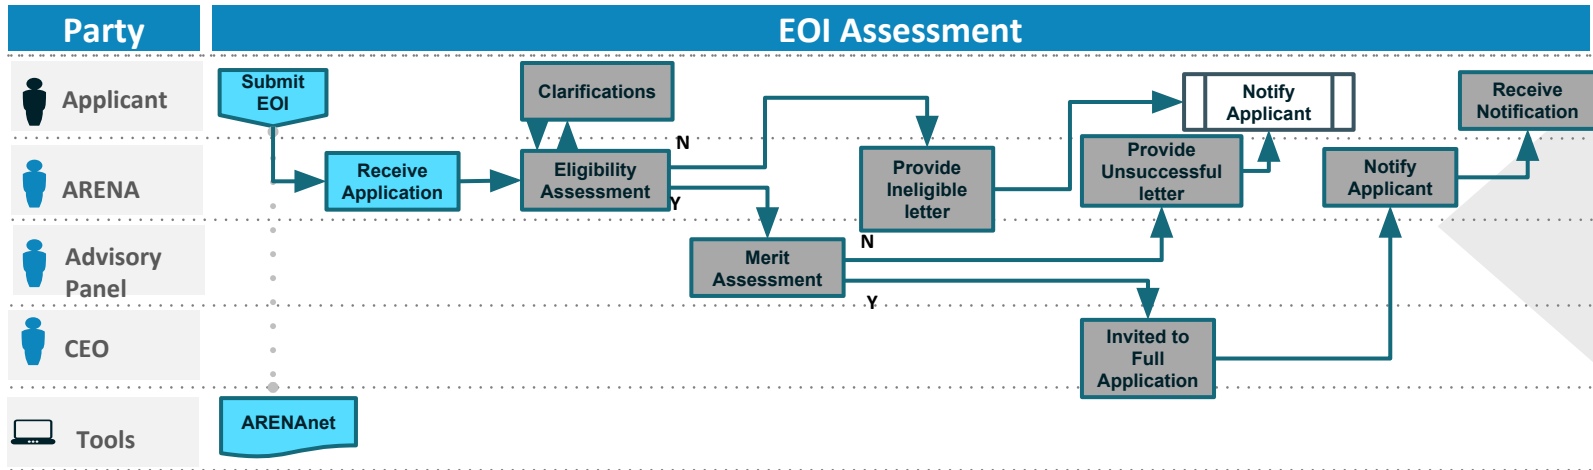 Party
EOI Assessment
Applicant
Submit
EOI
Clarifications
Notify
Applicant
Receive
Notification
N
ARENA
Receive
Application
Eligibility
Assessment
Y
Provide
Ineligible
letter
Provide
Unsuccessful
letter
Notify
Applicant
Advisory
Panel
Merit
Assessment
N
Y
CEO
Invited to
Full
Application
Tools
ARENAnet